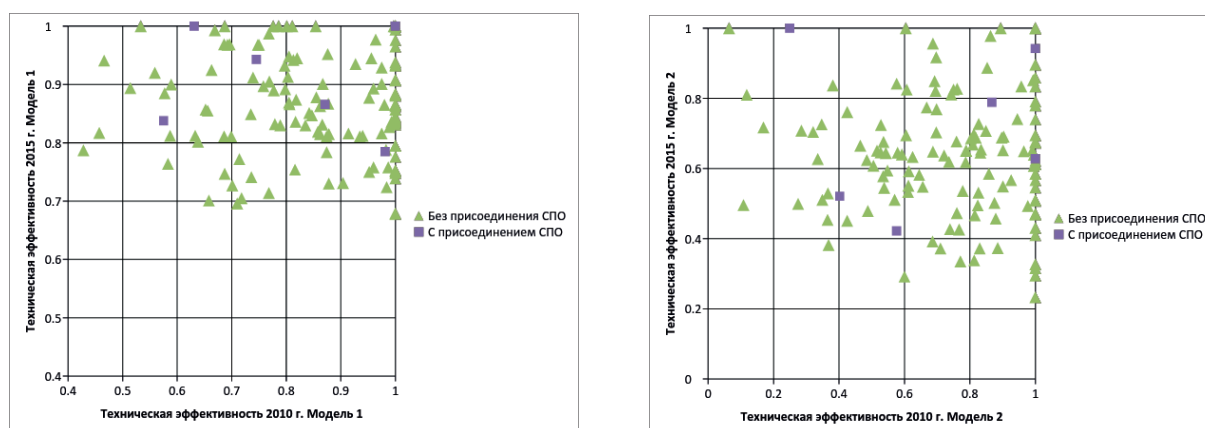 Техническая эффективность 2015 г. Модель 1
1
0.9
0.8
0.7
0.6
0.5
0.4
0.4 0.5 0.6 0.7 0.8 0.9 1
Техническая эффективность 2010 г. Модель 1
Без присоединения СПО
С присоединием СПО
Техническая эффективность 2015 г. Модель 2
1
0.8
0.6
0.4
0.2
0
0 0.2 0.4 0.6 0.8 1
Техническая эффективность 2010 г. Модель 2
Без присоединения СПО
С присоединием СПО